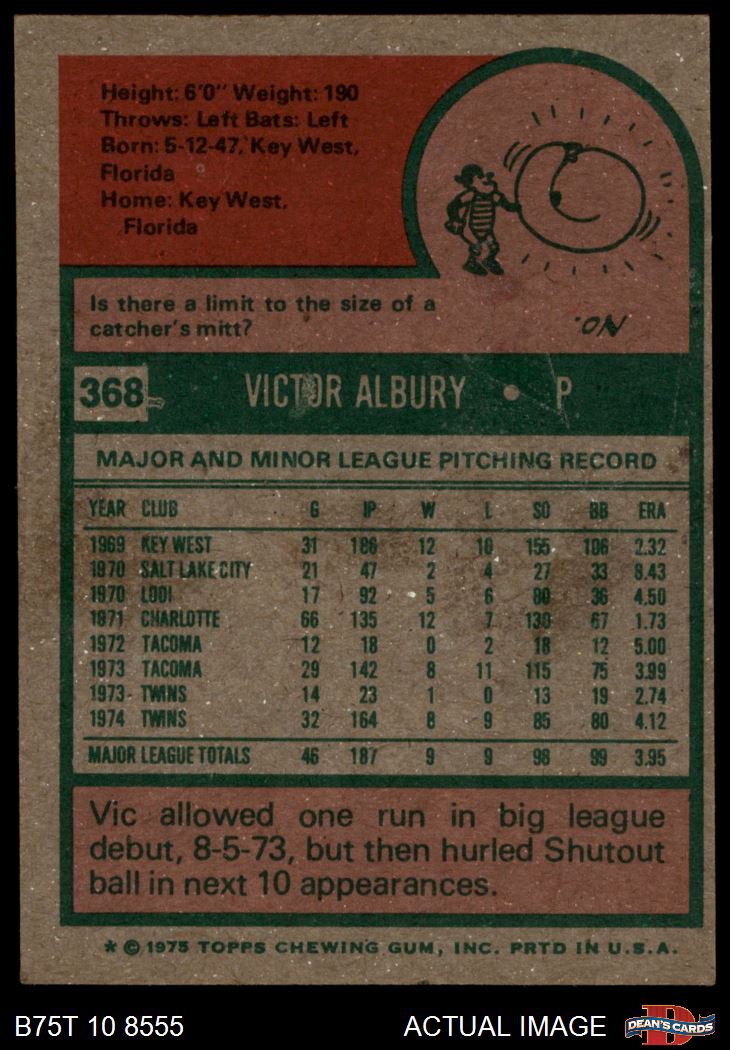 Height: 6'0" Weight: 190
Throws: Left Bats: Left
Born: 5-12-47, Key West,
Florida
Home: Key West,
Florida
Is there a limit to the size of a
catcher's mitt?
NO.
368 VICTOR ALBURY • P
MAJOR AND MINOR LEAGUE PITCHING RECORD
YEAR CLUB G IP W L SO BB ERA
1969 KEY WEST 31 186 12 10 155 106 2.32
1970 SALT LAKE CITY 21 47 2 4 27 33 8.43
1970 LODI 17 92 5 6 80 36 4.50
1971 CHARLOTTE 66 135 12 7 130 67 1.73
1972 TACOMA 12 18 0 2 18 12 5.00
1973 TACOMA 29 142 8 11 115 75 3.99
1973 TWINS 14 23 1 0 13 19 2.74
1974 TWINS 32 164 8 9 85 80 4.12
MAJOR LEAGUE TOTALS 46 187 9 9 98 99 3.95
Vic allowed one run in big league
debut, 8-5-73, but then hurled Shutout
ball in next 10 appearances.
* © 1975 TOPPS CHEWING GUM, INC. PRTD IN U.S.A.
B75T 10 8555 ACTUAL IMAGE D DEAN'S CARDS